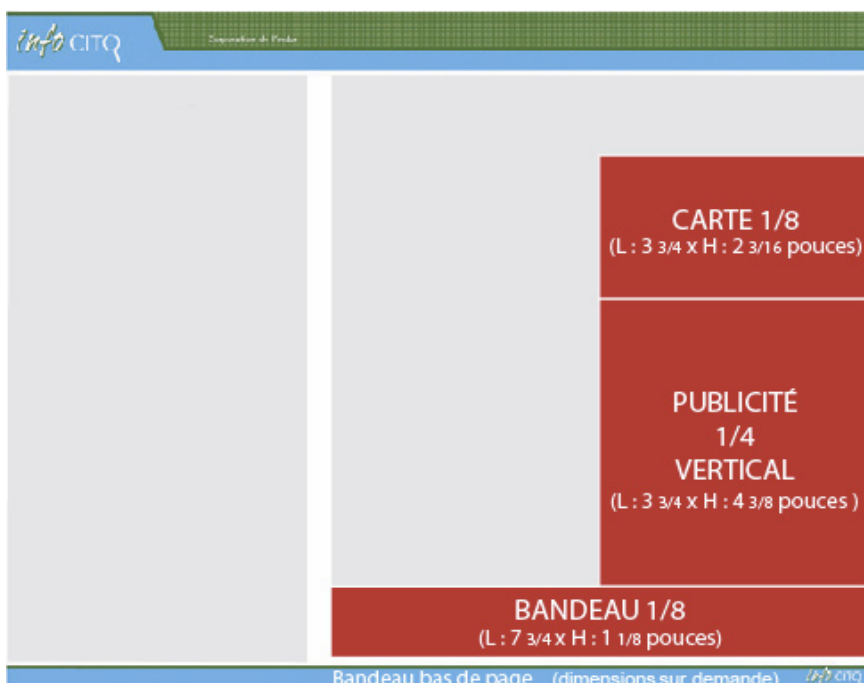 info CITQ
CARTE 1/8
(L : 3 3/4 x H : 2 3/16 pouces)
PUBLICITÉ
1/4
VERTICAL
(L : 3 3/4 x H : 4 3/8 pouces )
BANDEAU 1/8
(L : 7 3/4 x H : 1 1/8 pouces)
Bandeau bas de page (dimensions sur demande) info CITQ